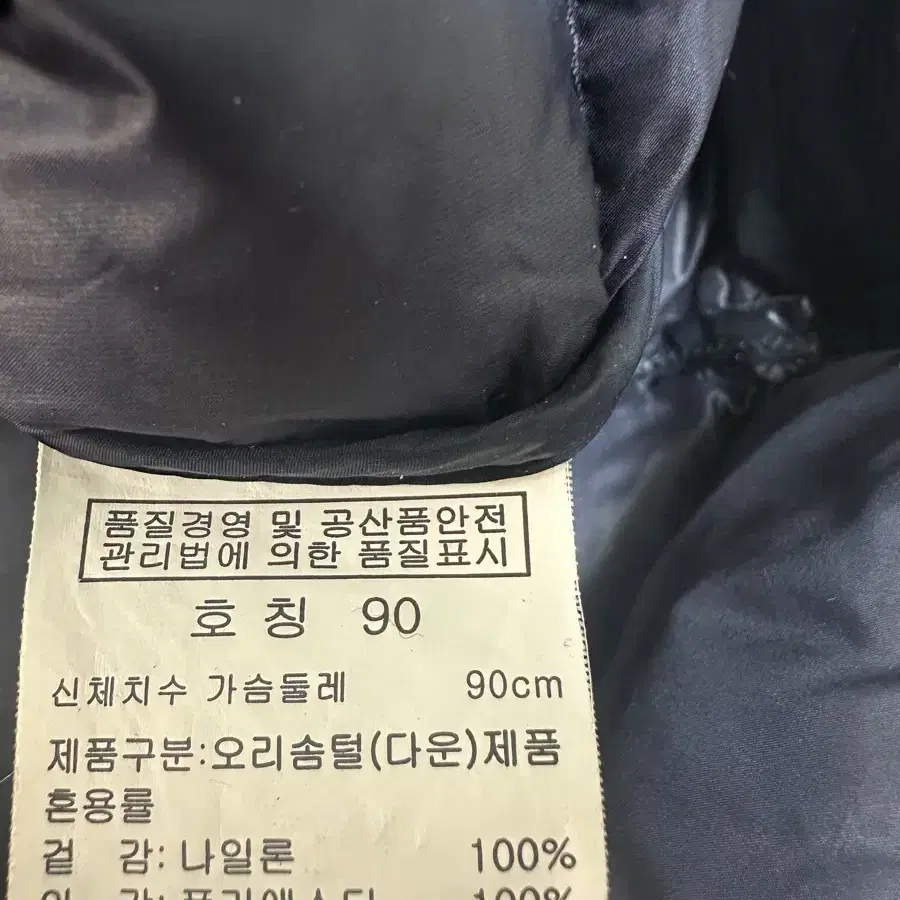 품질경영 및 공산품안전
관리법에 의한 품질표시
호 칭 90
신체치수 가슴둘레 90cm
제품구분:오리솜털(다운)제품
혼용률
겉 감: 나일론 100%
100%